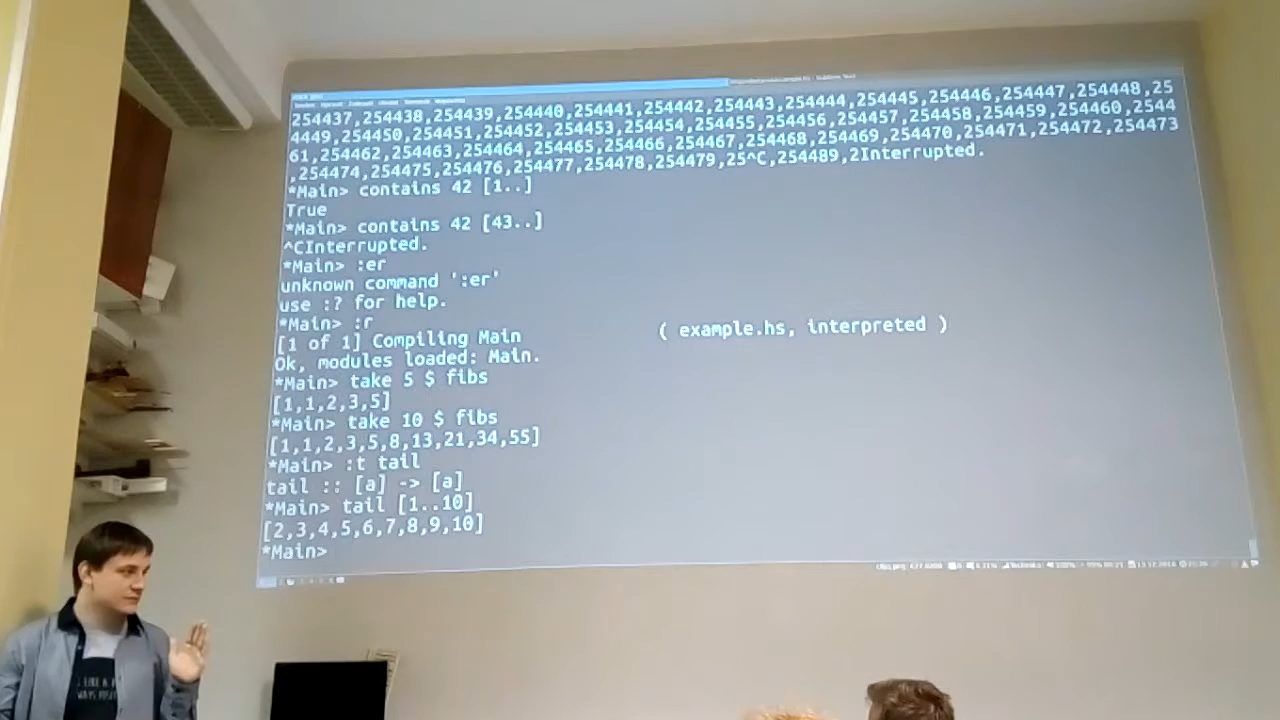 254437,254438,254439,254440,254441,254442,254443,254444,254445,254446,254447,254448,25
4449,254450,254451,254452,254453,254454,254455,254456,254457,254458,254459,254460,2544
61,254462,254463,254464,254465,254466,254467,254468,254469,254470,254471,254472,254473
,254474,254475,254476,254477,254478,254479,25^C,254489,2Interrupted.
*Main> contains 42 [1..]
True
*Main> contains 42 [43..]
^CInterrupted.
*Main> :er
unknown command ':er'
use :? for help.
*Main> :r
[1 of 1] Compiling Main ( example.hs, interpreted )
Ok, modules loaded: Main.
*Main> take 5 $ fibs
[1,1,2,3,5]
*Main> take 10 $ fibs
[1,1,2,3,5,8,13,21,34,55]
*Main> :t tail
tail :: [a] -> [a]
*Main> tail [1..10]
[2,3,4,5,6,7,8,9,10]
*Main>